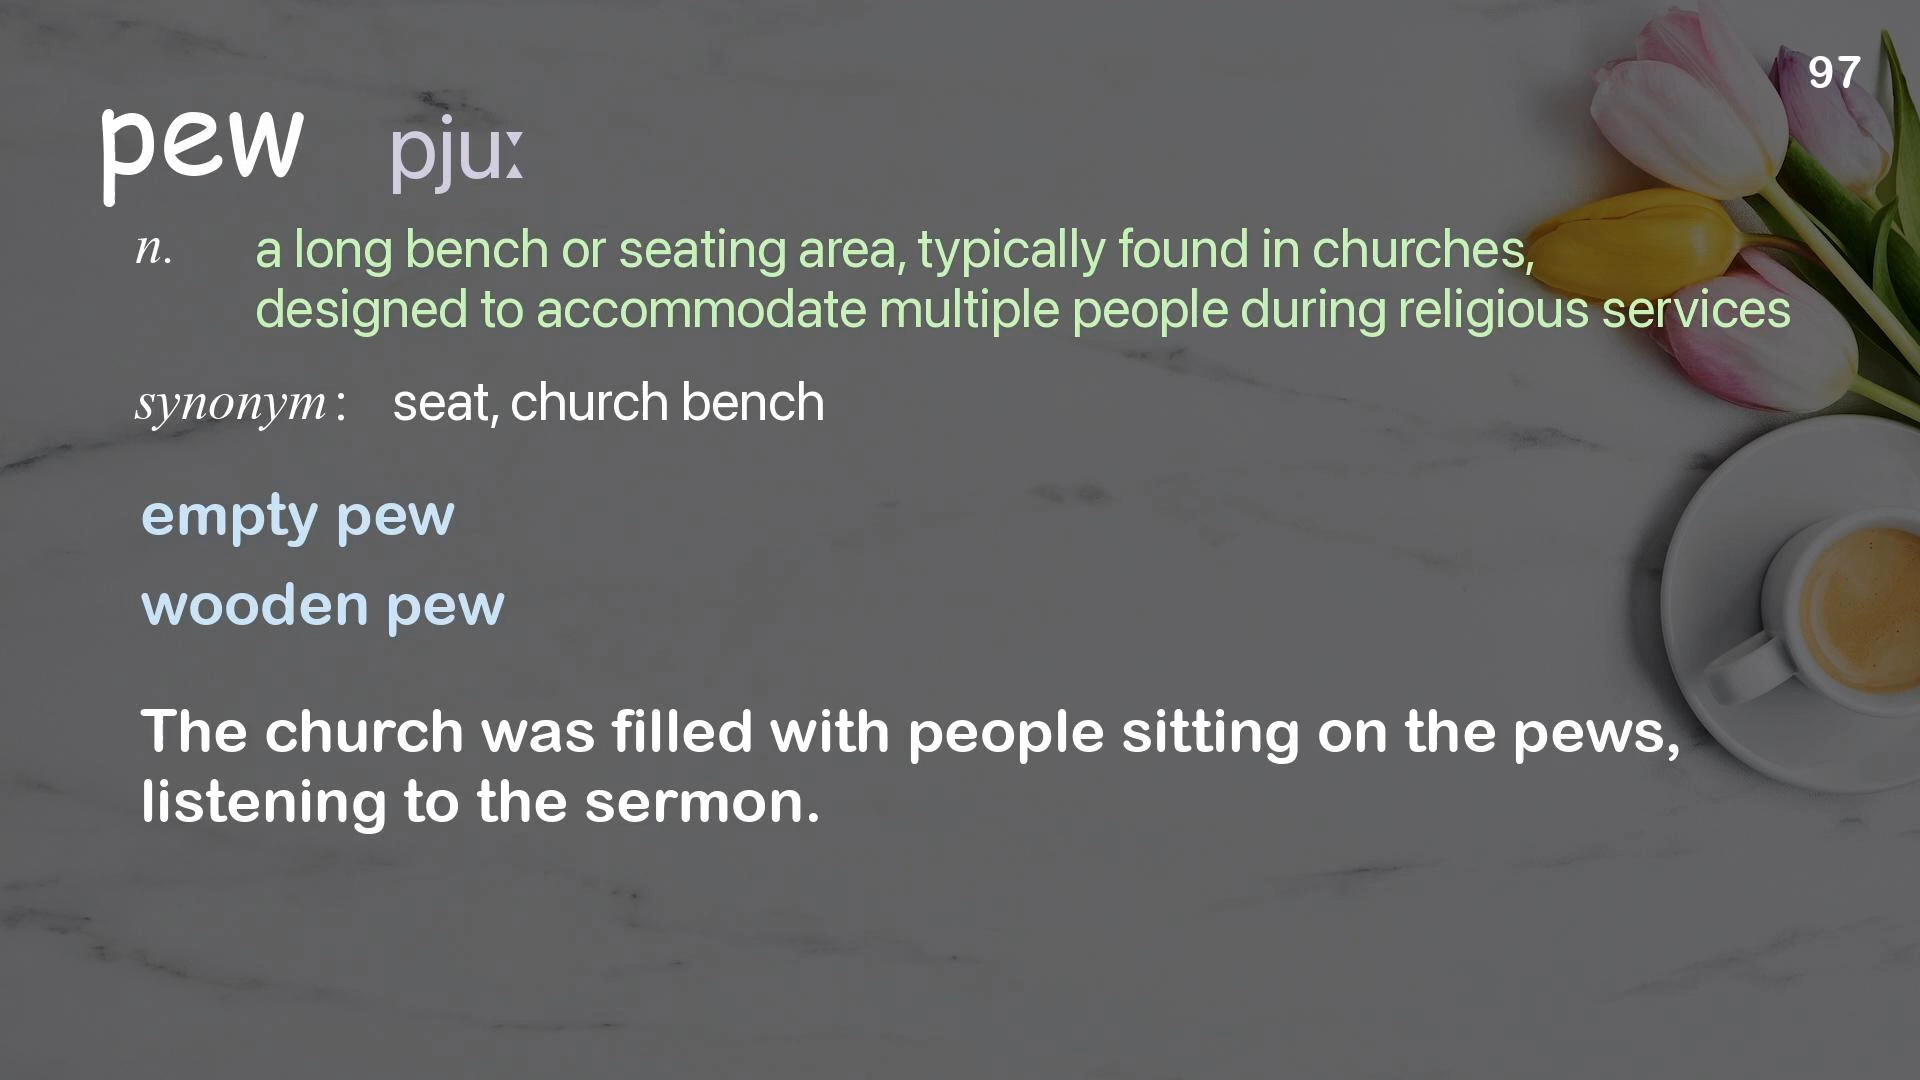 97
pew pjuː
n. a long bench or seating area, typically found in churches,
designed to accommodate multiple people during religious services
synonym: seat, church bench
empty pew
wooden pew
The church was filled with people sitting on the pews,
listening to the sermon.